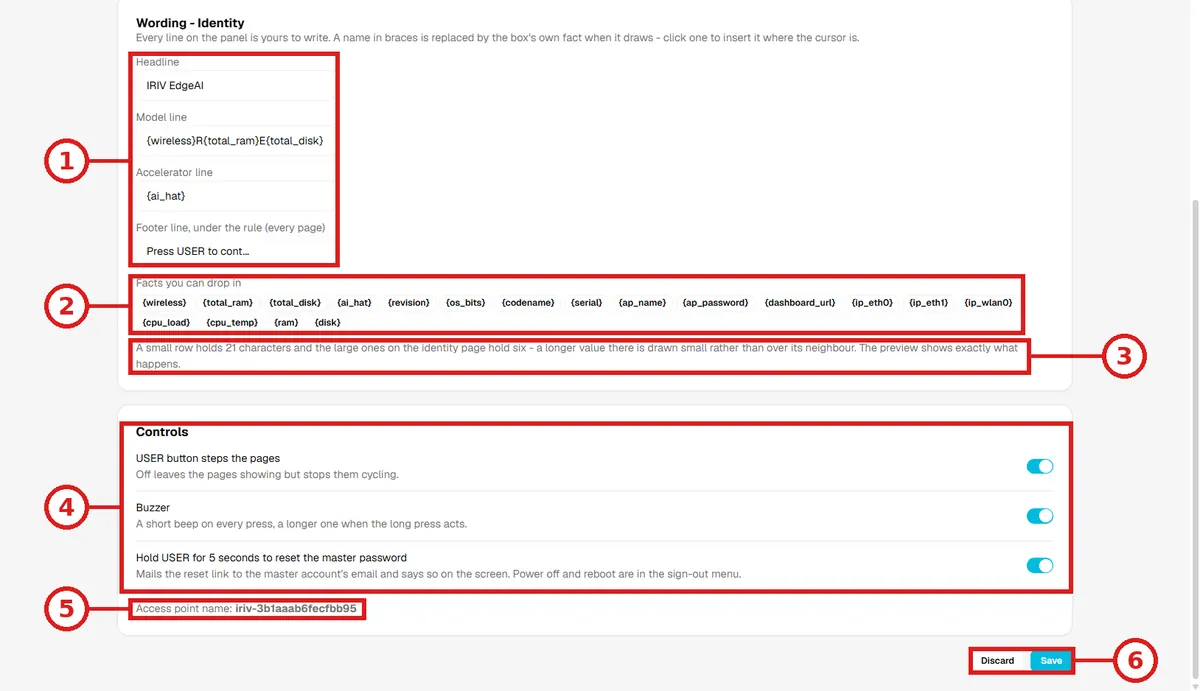 Wording - Identity
Every line on the panel is yours to write. A name in braces is replaced by the box's own fact when it draws - click one to insert it where the cursor is.
Headline
IRIV EdgeAI
Model line
{wireless}R{total_ram}E{total_disk}
1
Accelerator line
{ai_hat}
Footer line, under the rule (every page)
Press USER to cont...
Facts you can drop in
2
{wireless} {total_ram} {total_disk} {ai_hat} {revision} {os_bits} {codename} {serial} {ap_name} {ap_password} {dashboard_url} {ip_eth0} {ip_eth1} {ip_wlan0}
{cpu_load} {cpu_temp} {ram} {disk}
A small row holds 21 characters and the large ones on the identity page hold six - a longer value there is drawn small rather than over its neighbour. The preview shows exactly what
happens.
3
Controls
USER button steps the pages
Off leaves the pages showing but stops them cycling.
4
Buzzer
A short beep on every press, a longer one when the long press acts.
Hold USER for 5 seconds to reset the master password
Mails the reset link to the master account's email and says so on the screen. Power off and reboot are in the sign-out menu.
5
Access point name: iriv-3b1aaab6fecfbb95
Discard Save
6